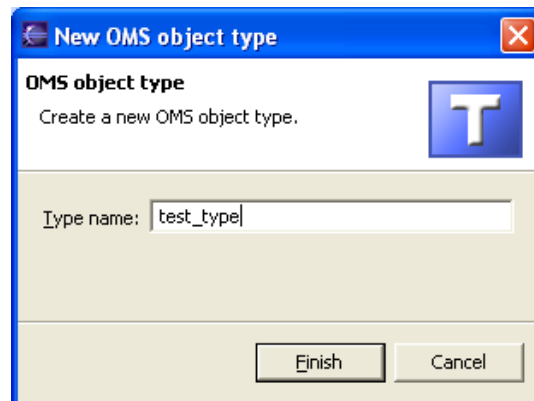 New OMS object type
OMS object type
Create a new OMS object type.
T
Type name: test_type
Finish Cancel